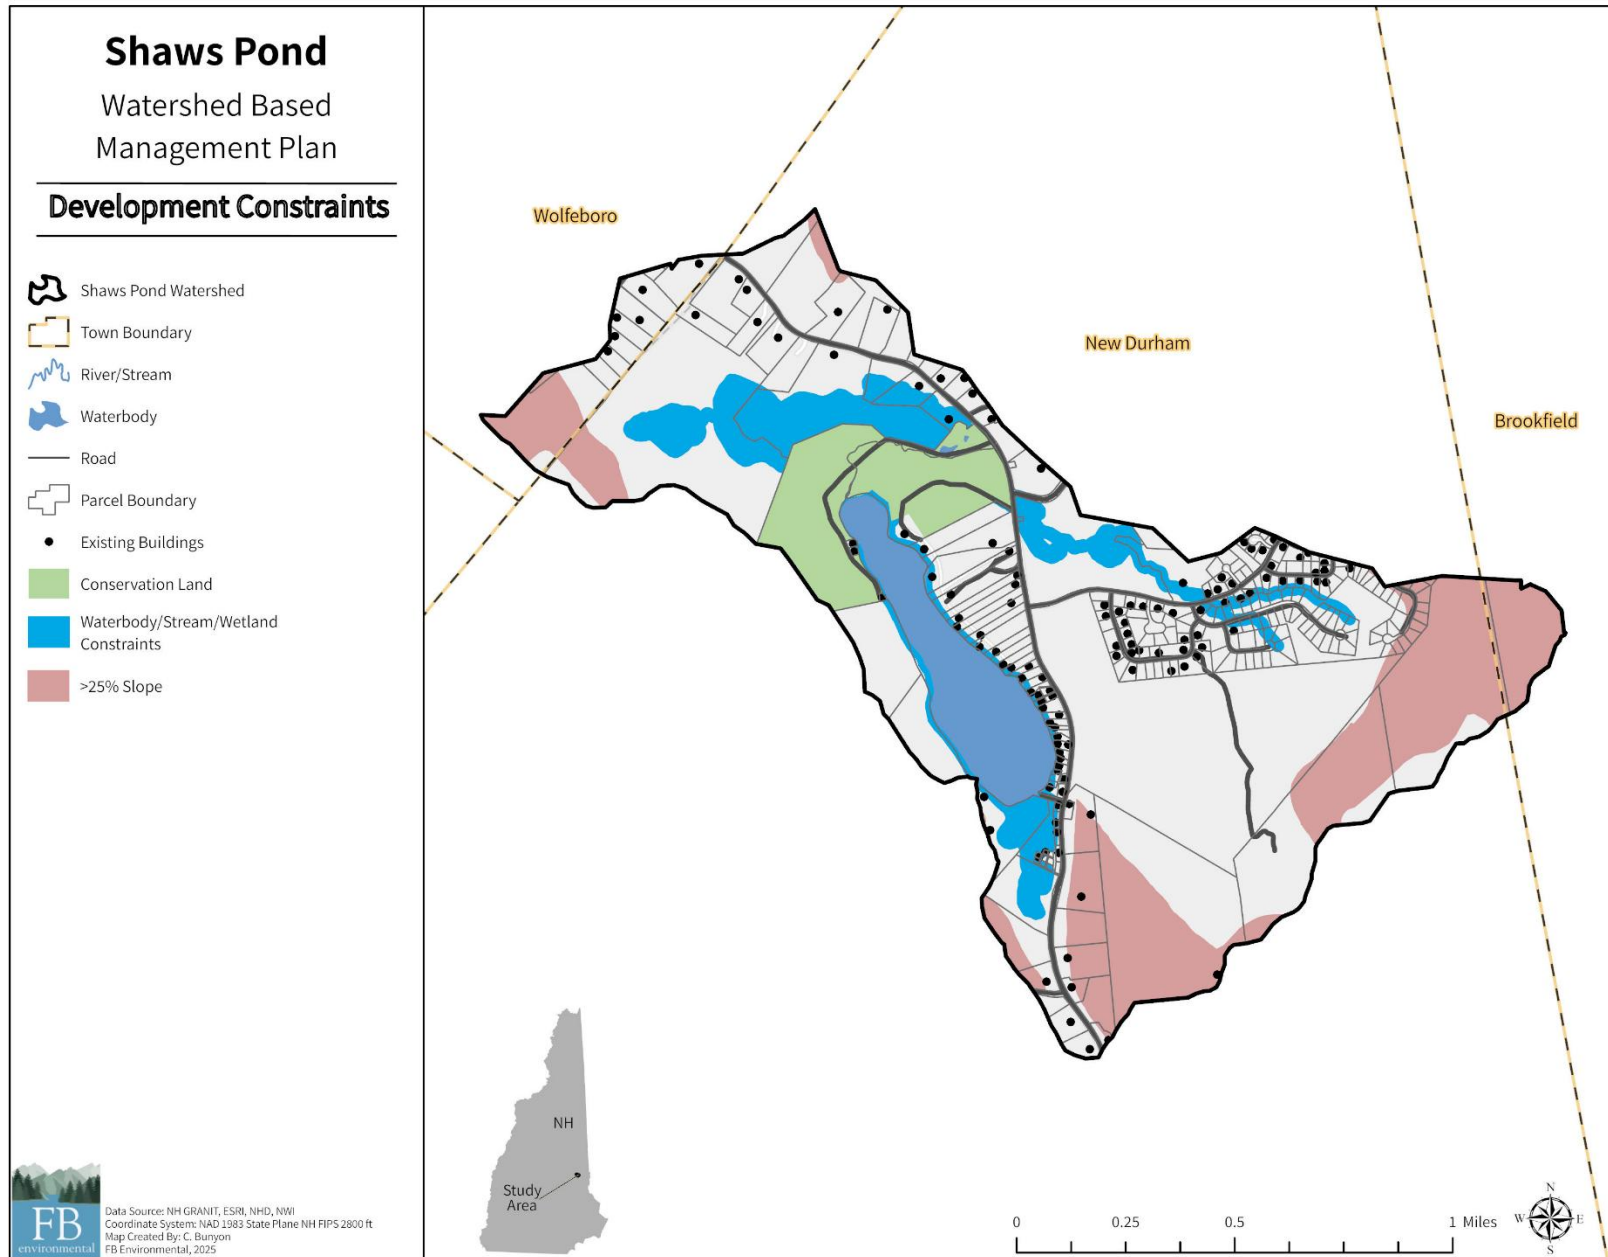 Shaws Pond
Watershed Based
Management Plan
Development Constraints
Shaws Pond Watershed
Town Boundary
River/Stream
Waterbody
Road
Parcel Boundary
Existing Buildings
Conservation Land
Waterbody/Stream/Wetland
Constraints
>25% Slope
Wolfeboro
New Durham
Brookfield
NH
Study
Area
FB
environmental
Data Source: NH GRANIT, ESRI, NHD, NWI
Coordinate System: NAD 1983 State Plane NH FIPS 2800 ft
Map Created By: C. Bunyon
FB Environmental, 2025
0 0.25 0.5 1 Miles
N
W E
S